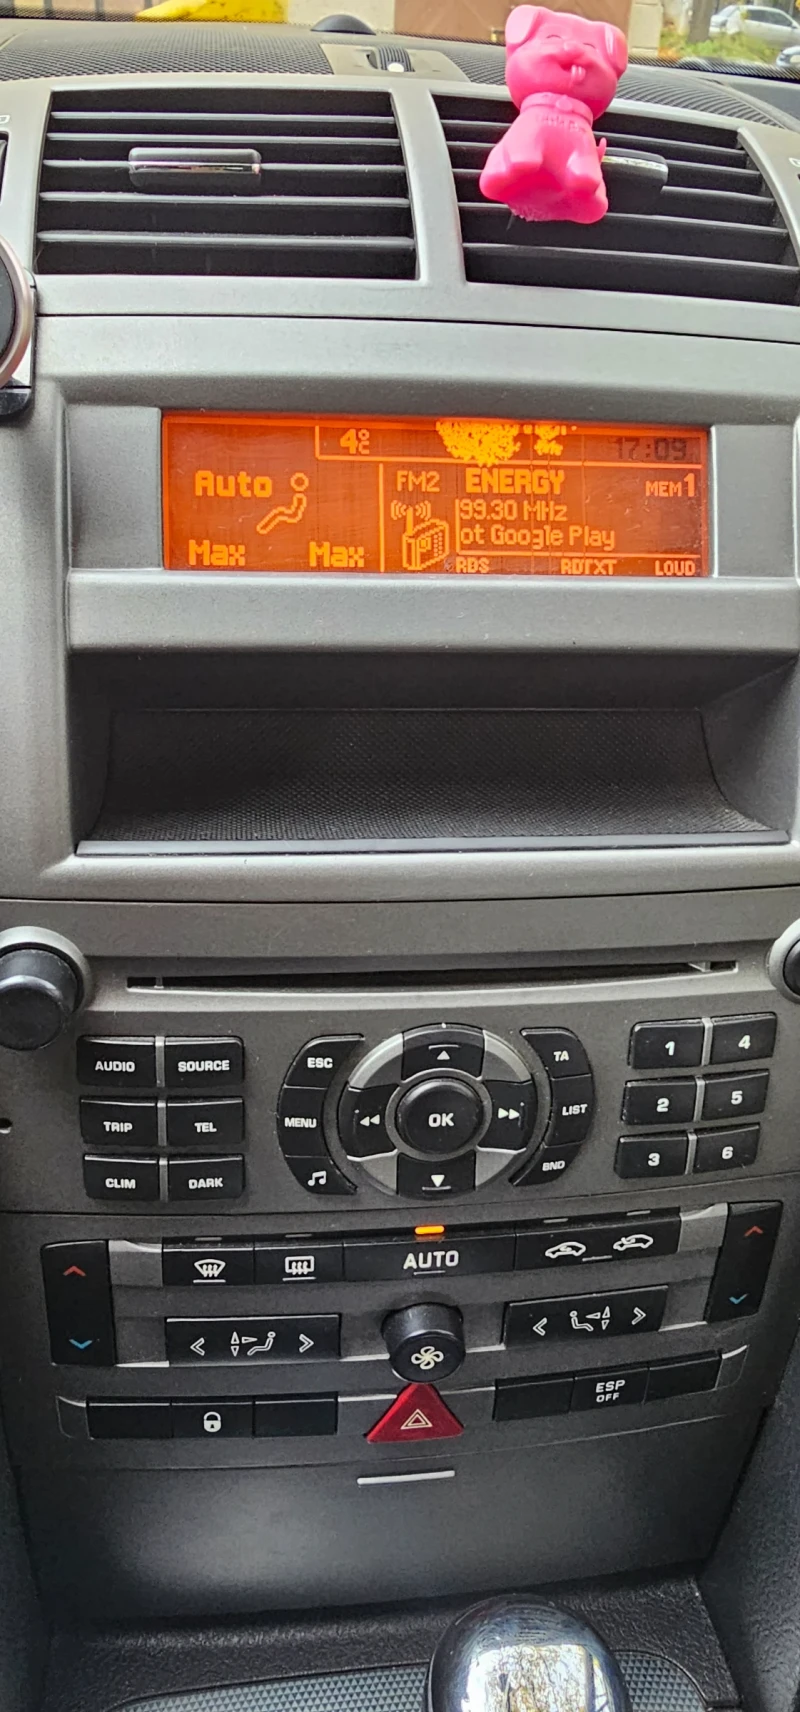 4°C
17:09
Auto
Max Max
FM2 ENERGY MEM1
99.30 MHz
ot Google Play
RDS RDTXT LOUD
AUDIO SOURCE
TRIP TEL
CLIM DARK
ESC
MENU
OK
TA
LIST
BND
1 4
2 5
3 6
AUTO
ESP
OFF